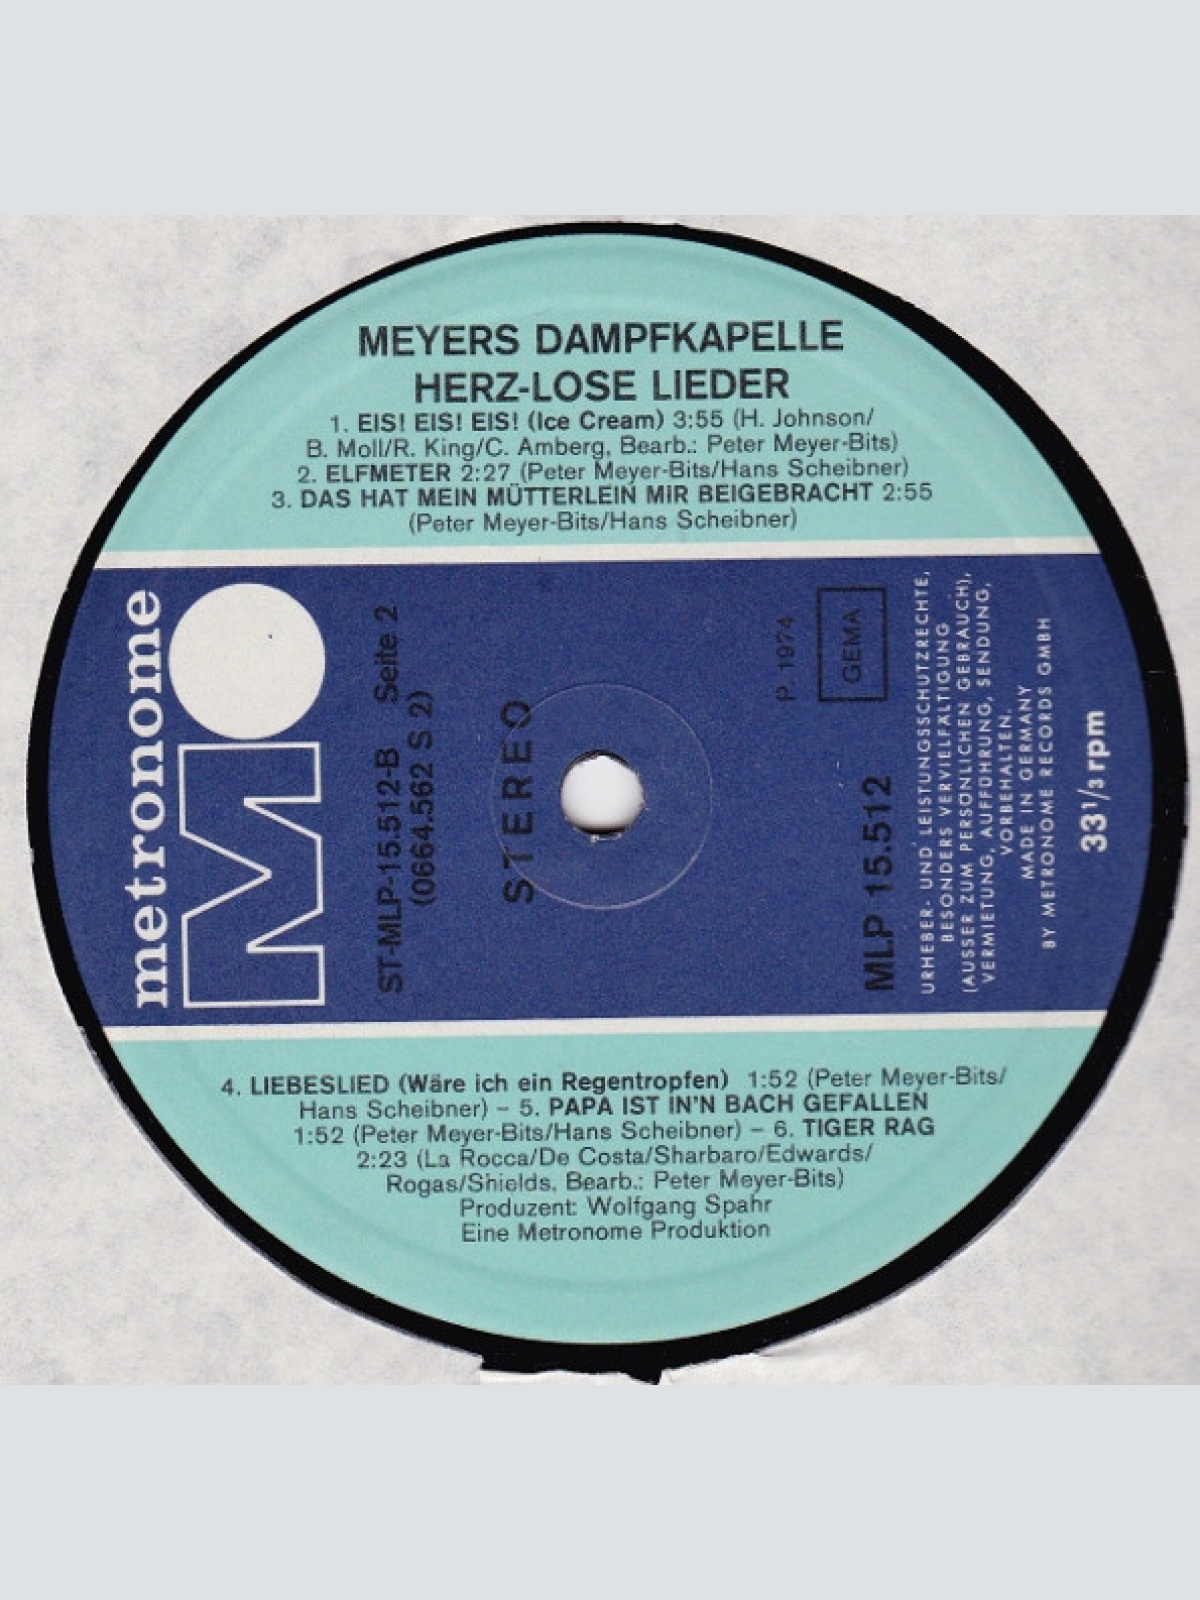 MEYERS DAMPFKAPELLE
HERZ-LOSE LIEDER
1. EIS! EIS! EIS! (Ice Cream) 3:55 (H. Johnson/
B. Moll/R. King/C. Amberg, Bearb.: Peter Meyer-Bits)
2. ELFMETER 2:27 (Peter Meyer-Bits/Hans Scheibner)
3. DAS HAT MEIN MÜTTERLEIN MIR BEIGEBRACHT 2:55
(Peter Meyer-Bits/Hans Scheibner)
metronome
M
ST-MLP-15.512-B Seite 2
(0664.562 S 2)
STEREO
MLP 15.512
P. 1974
GEMA
URHEBER- UND LEISTUNGSSCHUTZRECHTE,
BESONDERS VERVIELFÄLTIGUNG
(AUSSER ZUM PERSÖNLICHEN GEBRAUCH),
VERMIETUNG, AUFFÜHRUNG, SENDUNG,
VORBEHALTEN.
MADE IN GERMANY
BY METRONOME RECORDS GMBH
33 1/3 rpm
4. LIEBESLIED (Wäre ich ein Regentropfen) 1:52 (Peter Meyer-Bits/
Hans Scheibner) – 5. PAPA IST IN'N BACH GEFALLEN
1:52 (Peter Meyer-Bits/Hans Scheibner) – 6. TIGER RAG
2:23 (La Rocca/De Costa/Sharbaro/Edwards/
Rogas/Shields, Bearb.: Peter Meyer-Bits)
Produzent: Wolfgang Spahr
Eine Metronome Produktion